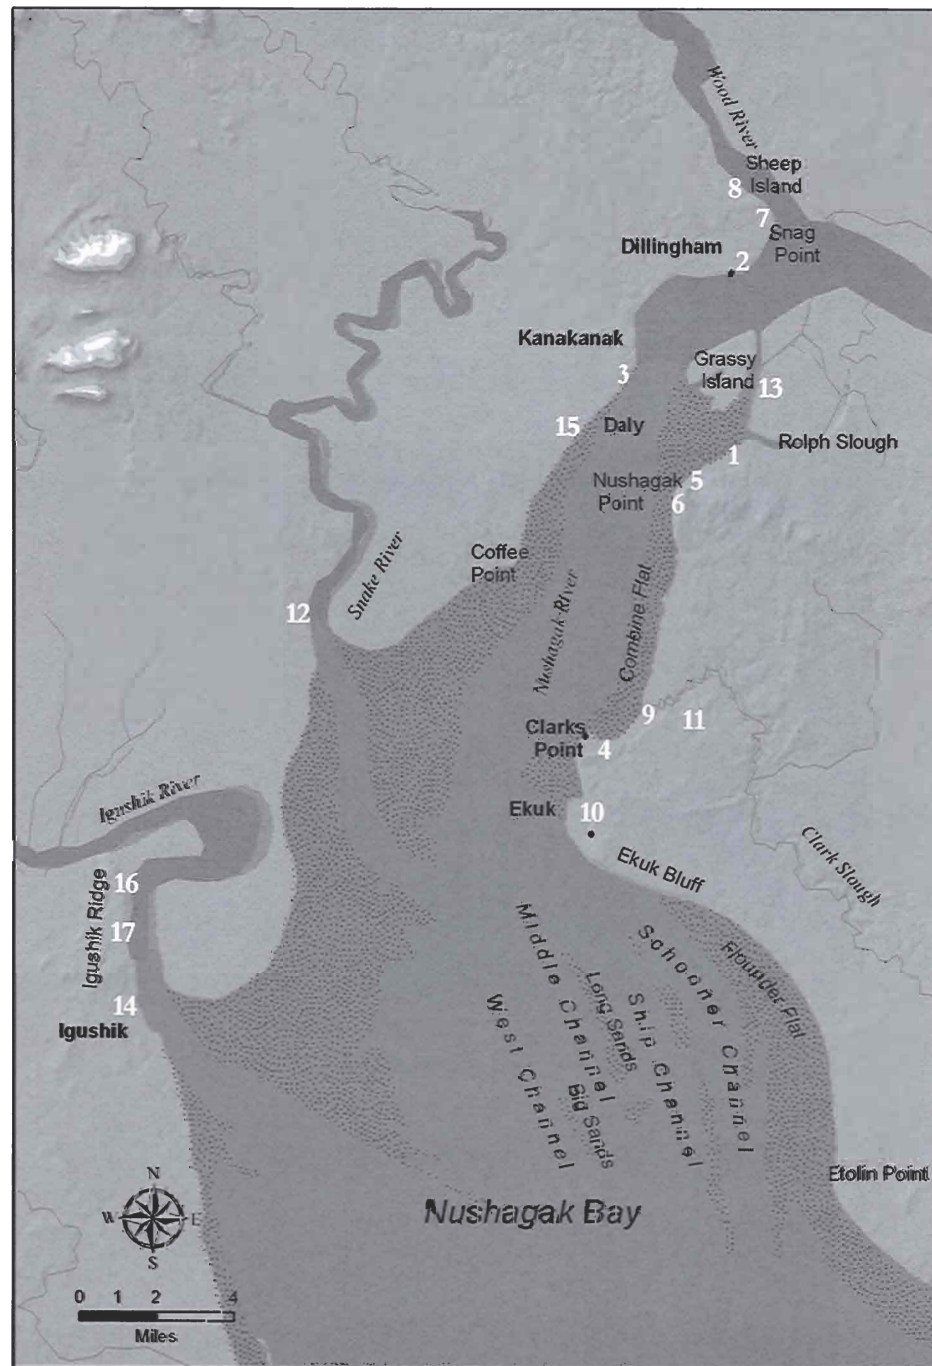 Wood River
Sheep
Island
8
7
Snag
Point
Dillingham
2
Kanakanak
Grassy
Island
3
13
15
Daly
Rolph Slough
1
Nushagak
Point
5
6
Coffee
Point
Snake River
12
Nushagak River
Combine Flat
9
11
Clarks
Point
4
Igushik River
Ekuk
10
Ekuk Bluff
Clark Slough
16
Igushik Ridge
17
14
Igushik
Middle Channel
Long Sands
Schooner Channel
Flounder Flat
West Channel
Big Sands
Ship Channel
Etolin Point
Nushagak Bay
N
W
E
S
0 1 2 4
Miles